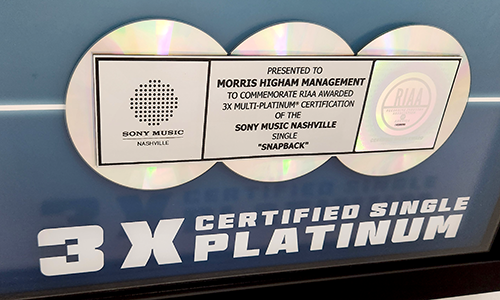 SONY MUSIC
NASHVILLE
PRESENTED TO
MORRIS HIGHAM MANAGEMENT
TO COMMEMORATE RIAA AWARDED
3X MULTI-PLATINUM® CERTIFICATION
OF THE
SONY MUSIC NASHVILLE
SINGLE
"SNAPBACK"
RIAA
3X CERTIFIED SINGLE
PLATINUM